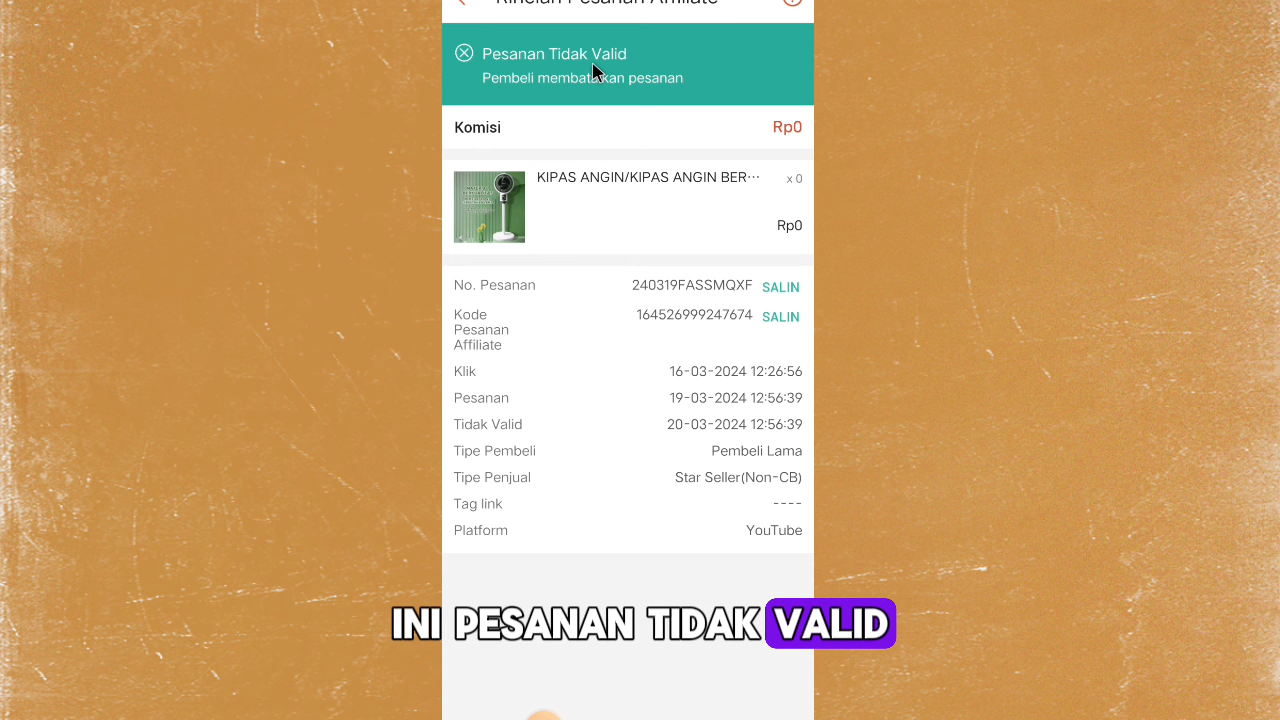 Rincian Pesanan Affiliate
Pesanan Tidak Valid
Pembeli membatalkan pesanan
Komisi Rp0
KIPAS ANGIN/KIPAS ANGIN BER··· x 0
Rp0
No. Pesanan 240319FASSMQXF SALIN
Kode Pesanan Affiliate 164526999247674 SALIN
Klik 16-03-2024 12:26:56
Pesanan 19-03-2024 12:56:39
Tidak Valid 20-03-2024 12:56:39
Tipe Pembeli Pembeli Lama
Tipe Penjual Star Seller(Non-CB)
Tag link ----
Platform YouTube
INI PESANAN TIDAK VALID